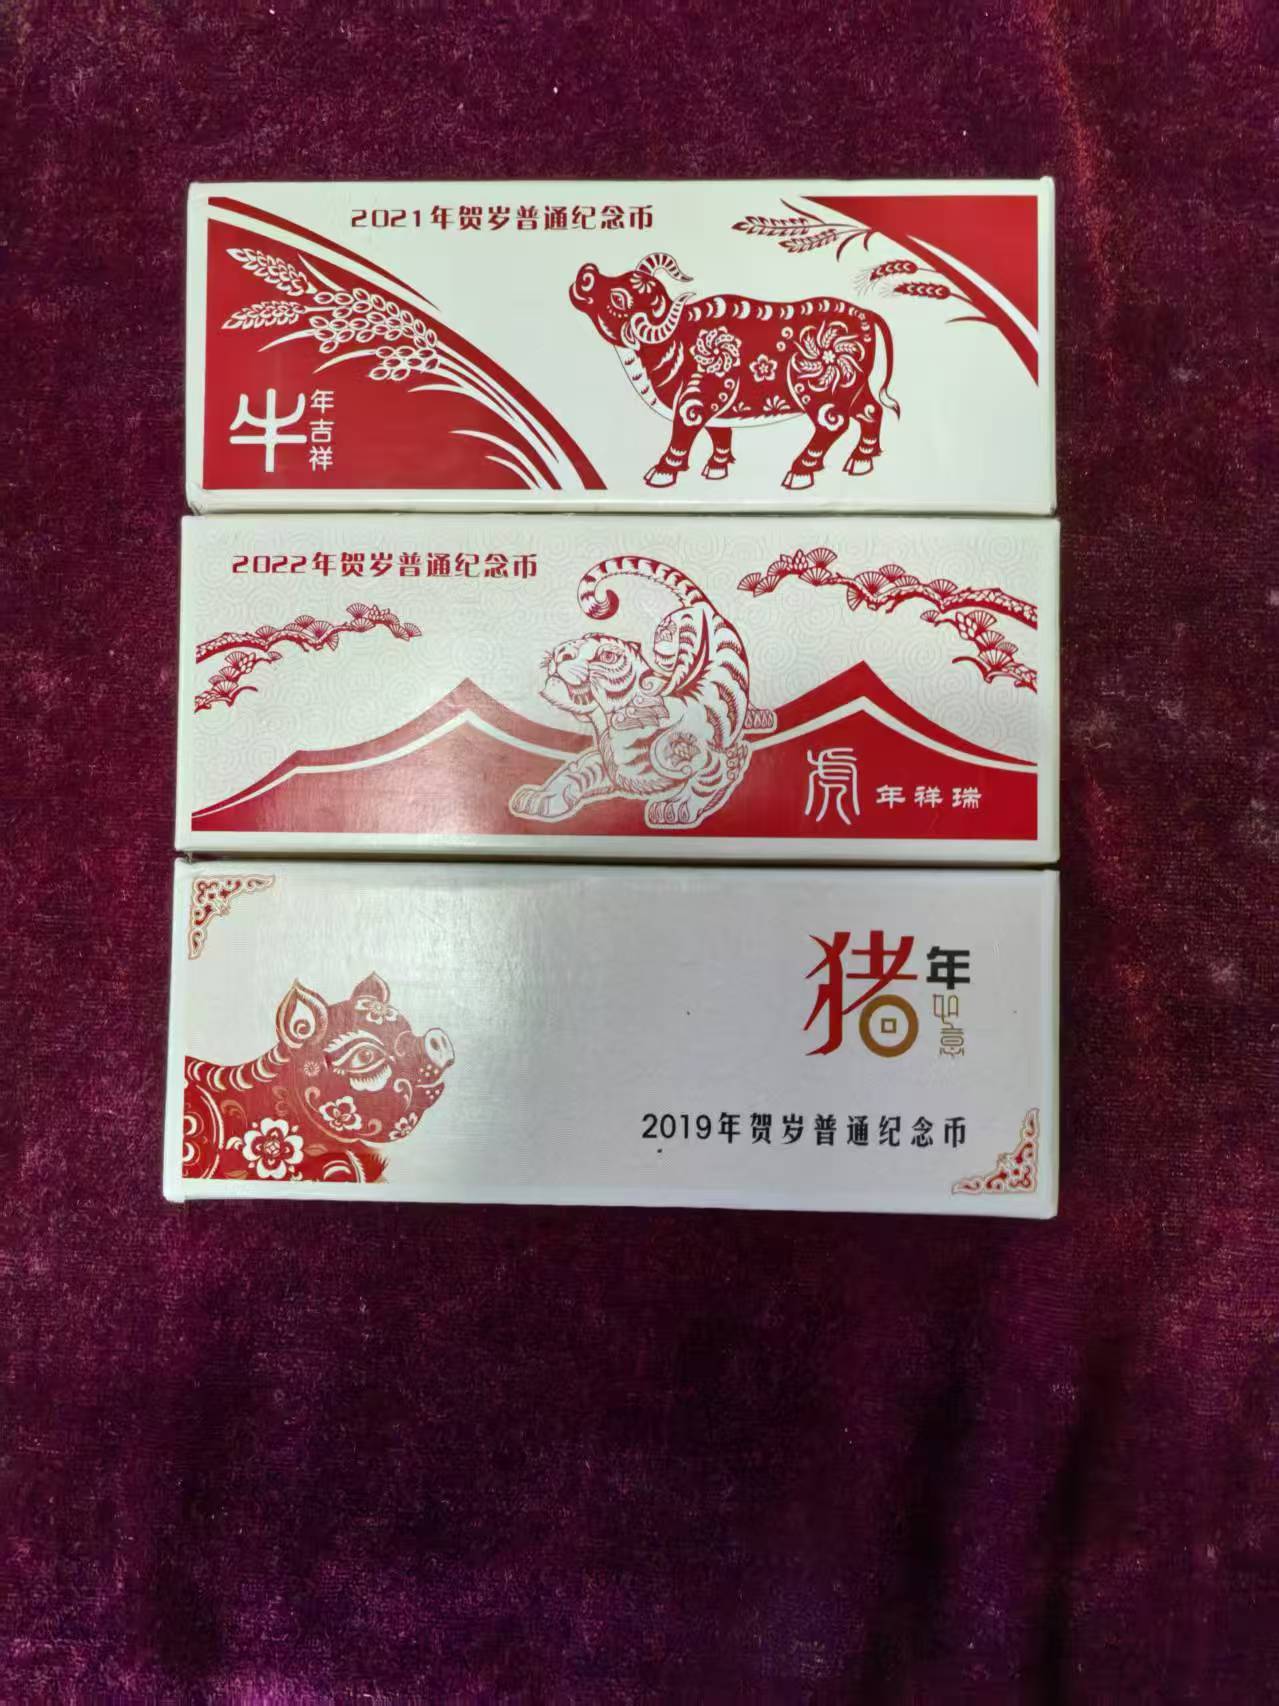 2021年贺岁普通纪念币
牛
年吉祥
2022年贺岁普通纪念币
虎年祥瑞
猪年
如意
2019年贺岁普通纪念币